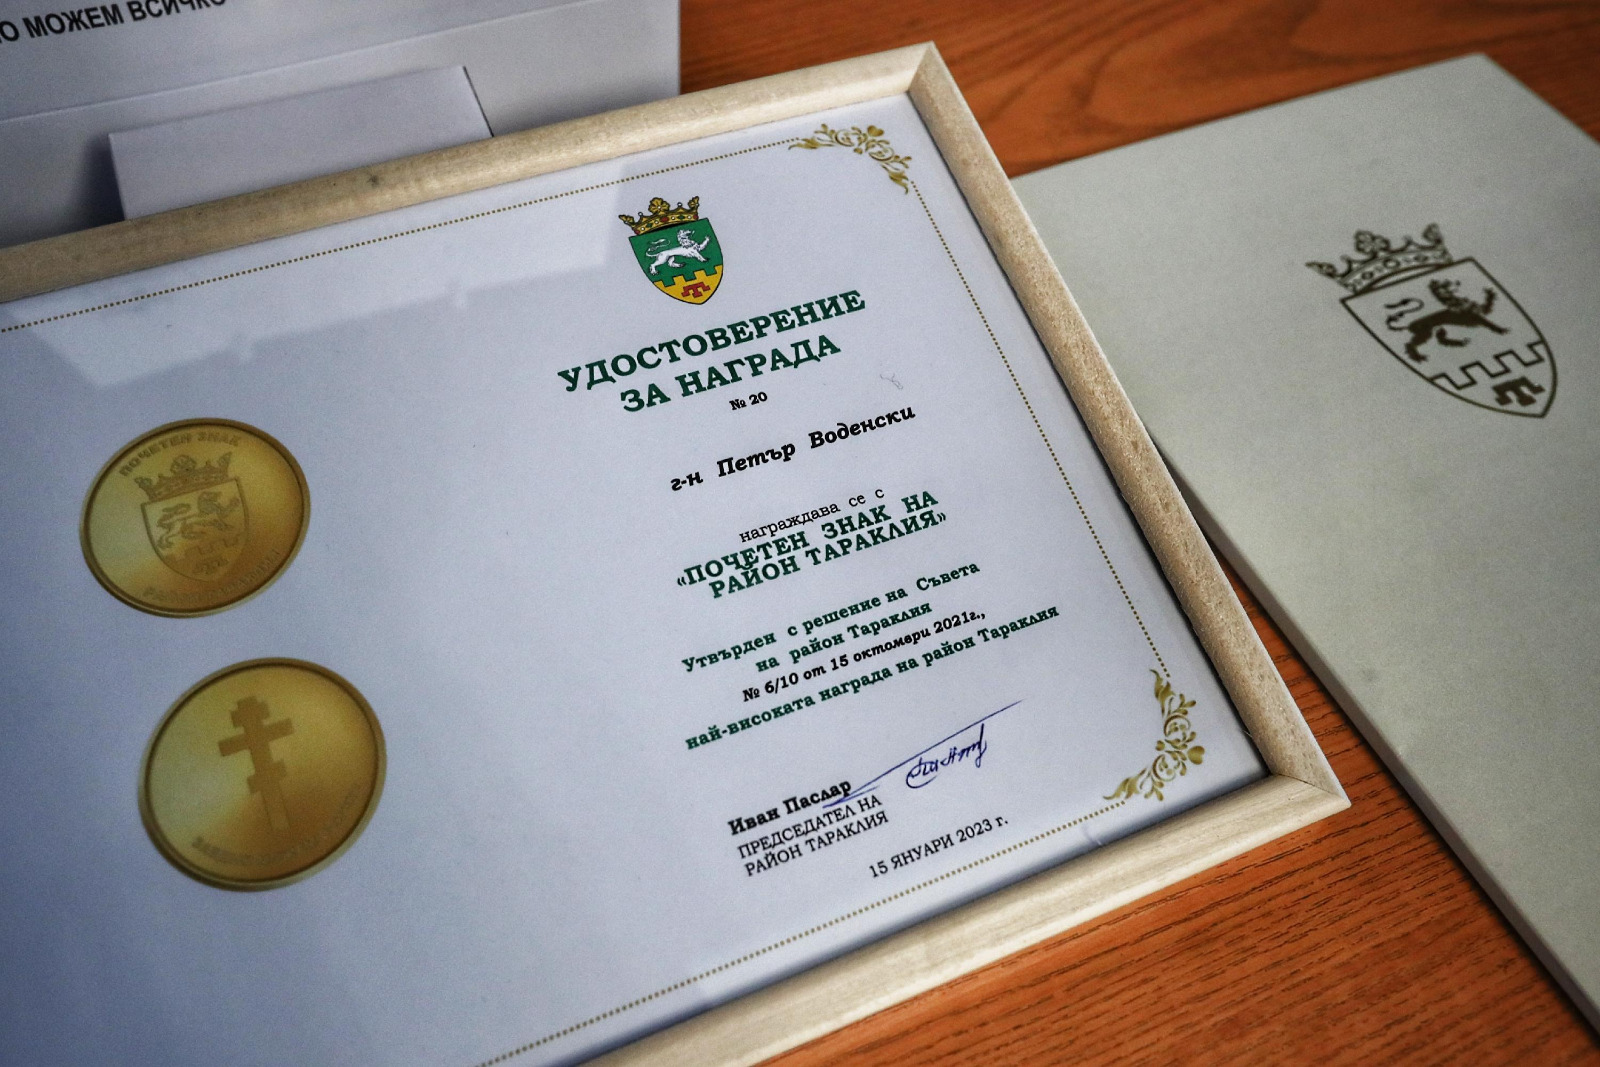 МОЖЕМ ВСИЧКО
УДОСТОВЕРЕНИЕ
ЗА НАГРАДА
№ 20
г-н Петър Воденски
награждава се с
«ПОЧЕТЕН ЗНАК НА
РАЙОН ТАРАКЛИЯ»
Утвърден с решение на Съвета
на район Тараклия
№ 6/10 от 15 октомври 2021г.,
най-високата награда на район Тараклия
Иван Паслар
ПРЕДСЕДАТЕЛ НА
РАЙОН ТАРАКЛИЯ
15 ЯНУАРИ 2023 г.
ПОЧЕТЕН ЗНАК